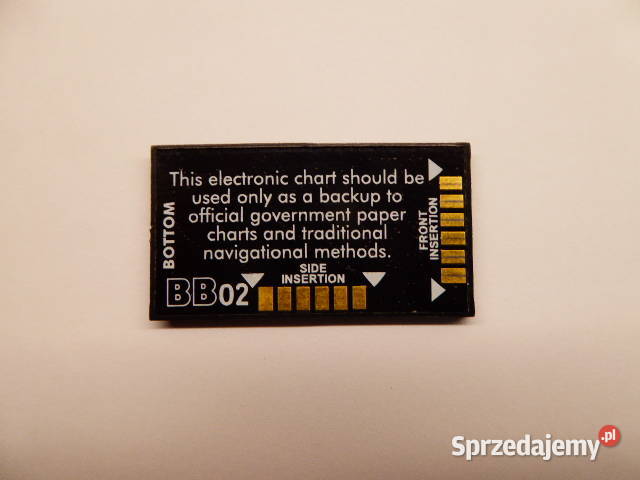 This electronic chart should be
used only as a backup to
official government paper
charts and traditional
navigational methods.
BOTTOM
BB02
SIDE
INSERTION
FRONT
INSERTION
Sprzedajemy.pl